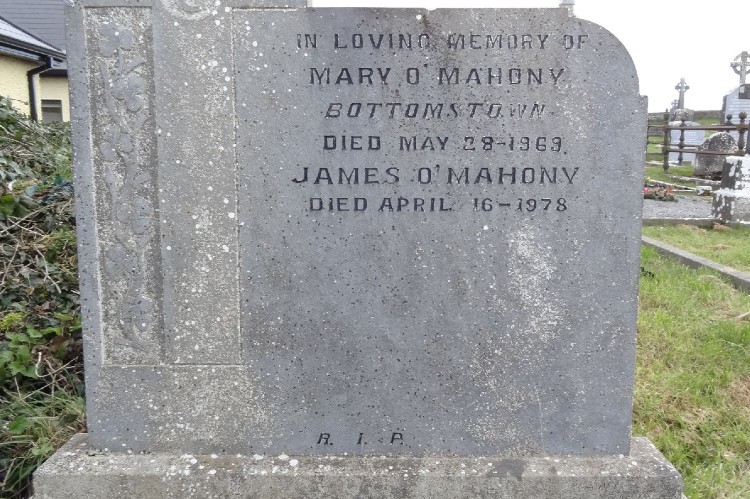 IN LOVING MEMORY OF
MARY O'MAHONY
BOTTOMSTOWN
DIED MAY 28-1969.
JAMES O'MAHONY
DIED APRIL 16-1978
R. I. P.